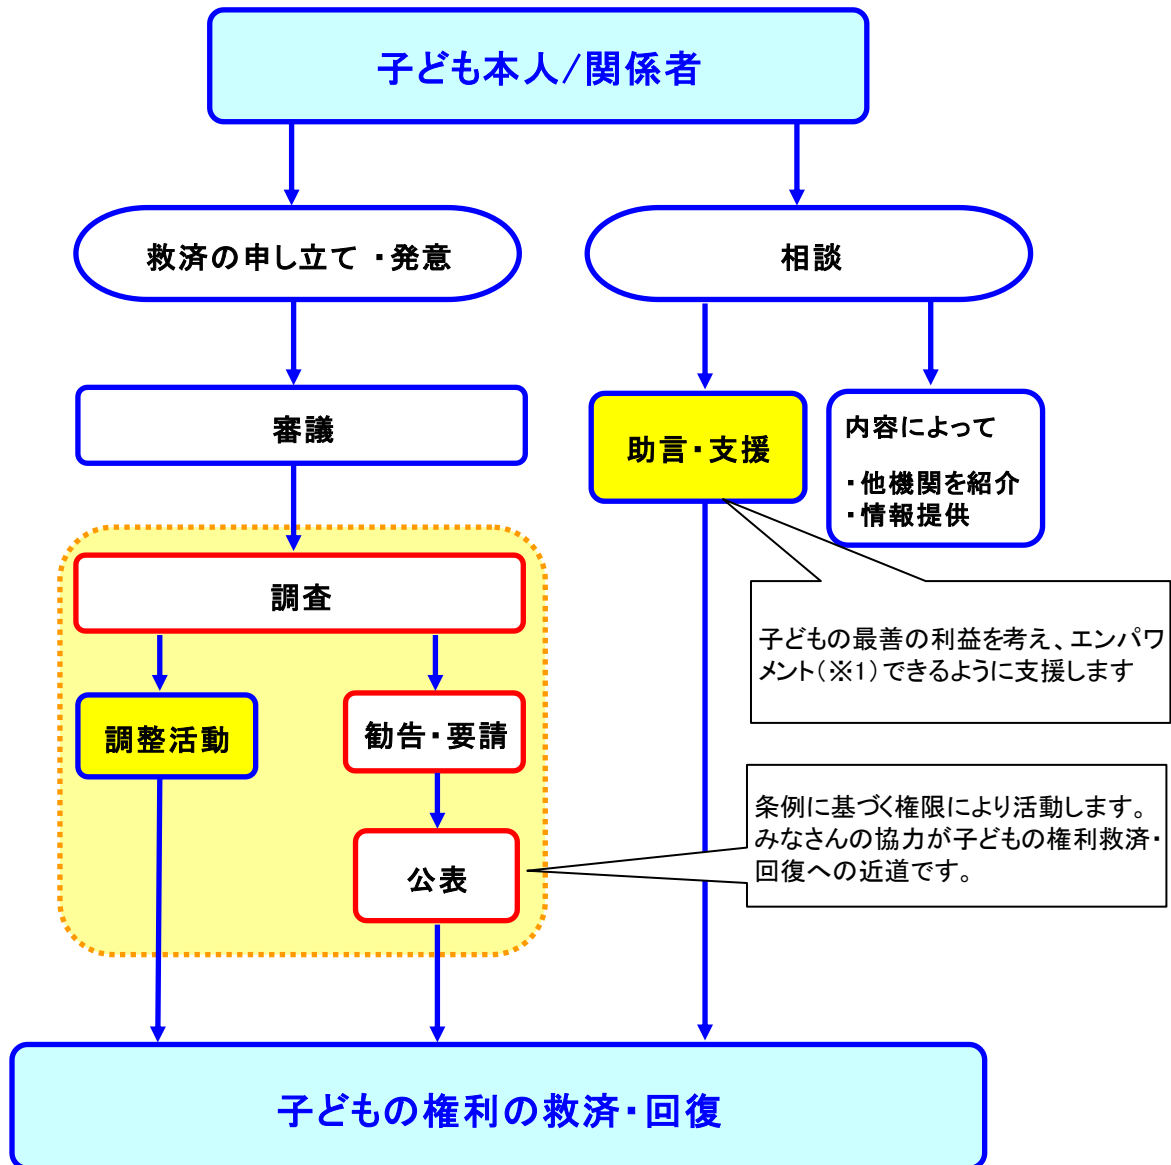 子ども本人/関係者
救済の申し立て ・発意
相談
審議
助言・支援
内容によって
・他機関を紹介
・情報提供
調査
子どもの最善の利益を考え、エンパワ
メント(※1)できるように支援します
調整活動
勧告・要請
条例に基づく権限により活動します。
みなさんの協力が子どもの権利救済・
回復への近道です。
公表
子どもの権利の救済・回復